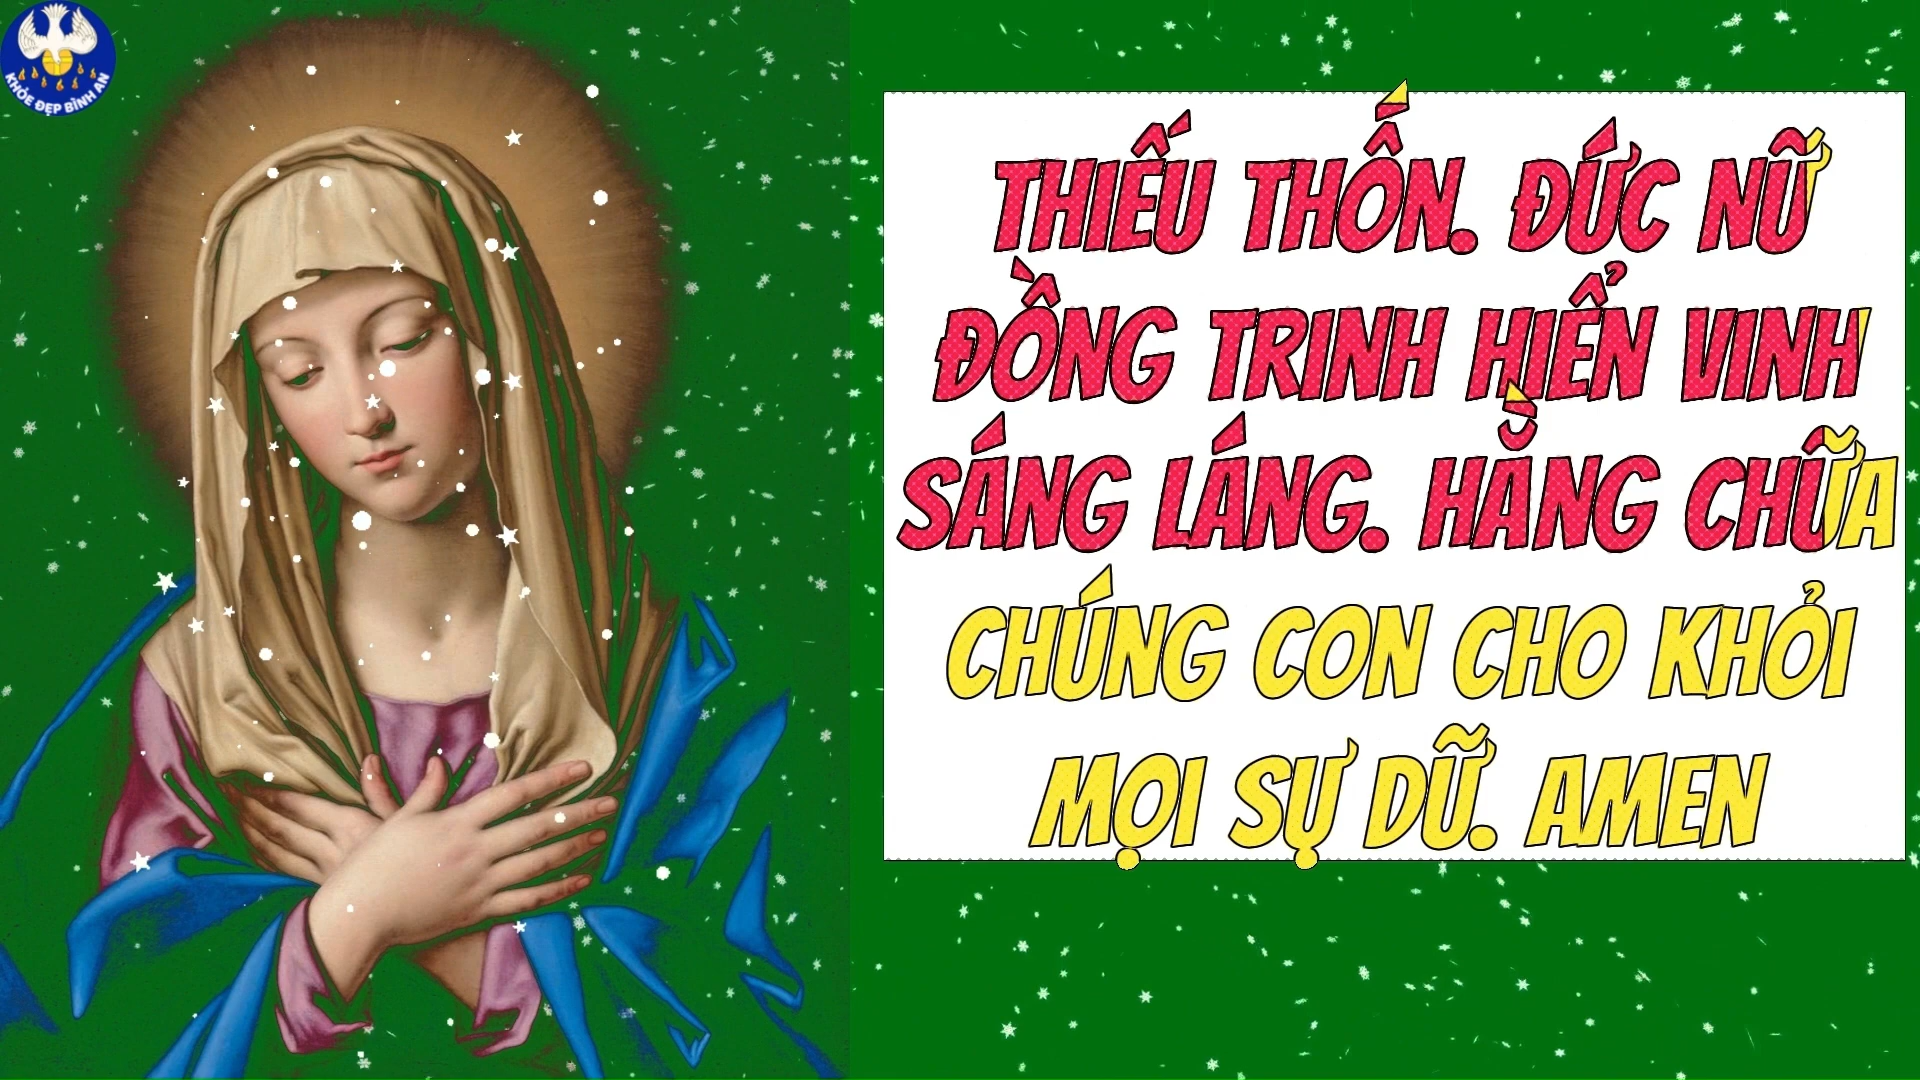 KHỎE ĐẸP BÌNH AN
THIẾU THỐN. ĐỨC NỮ
ĐỒNG TRINH HIỂN VINH
SÁNG LÁNG. HẰNG CHỮA
CHÚNG CON CHO KHỎI
MỌI SỰ DỮ. AMEN